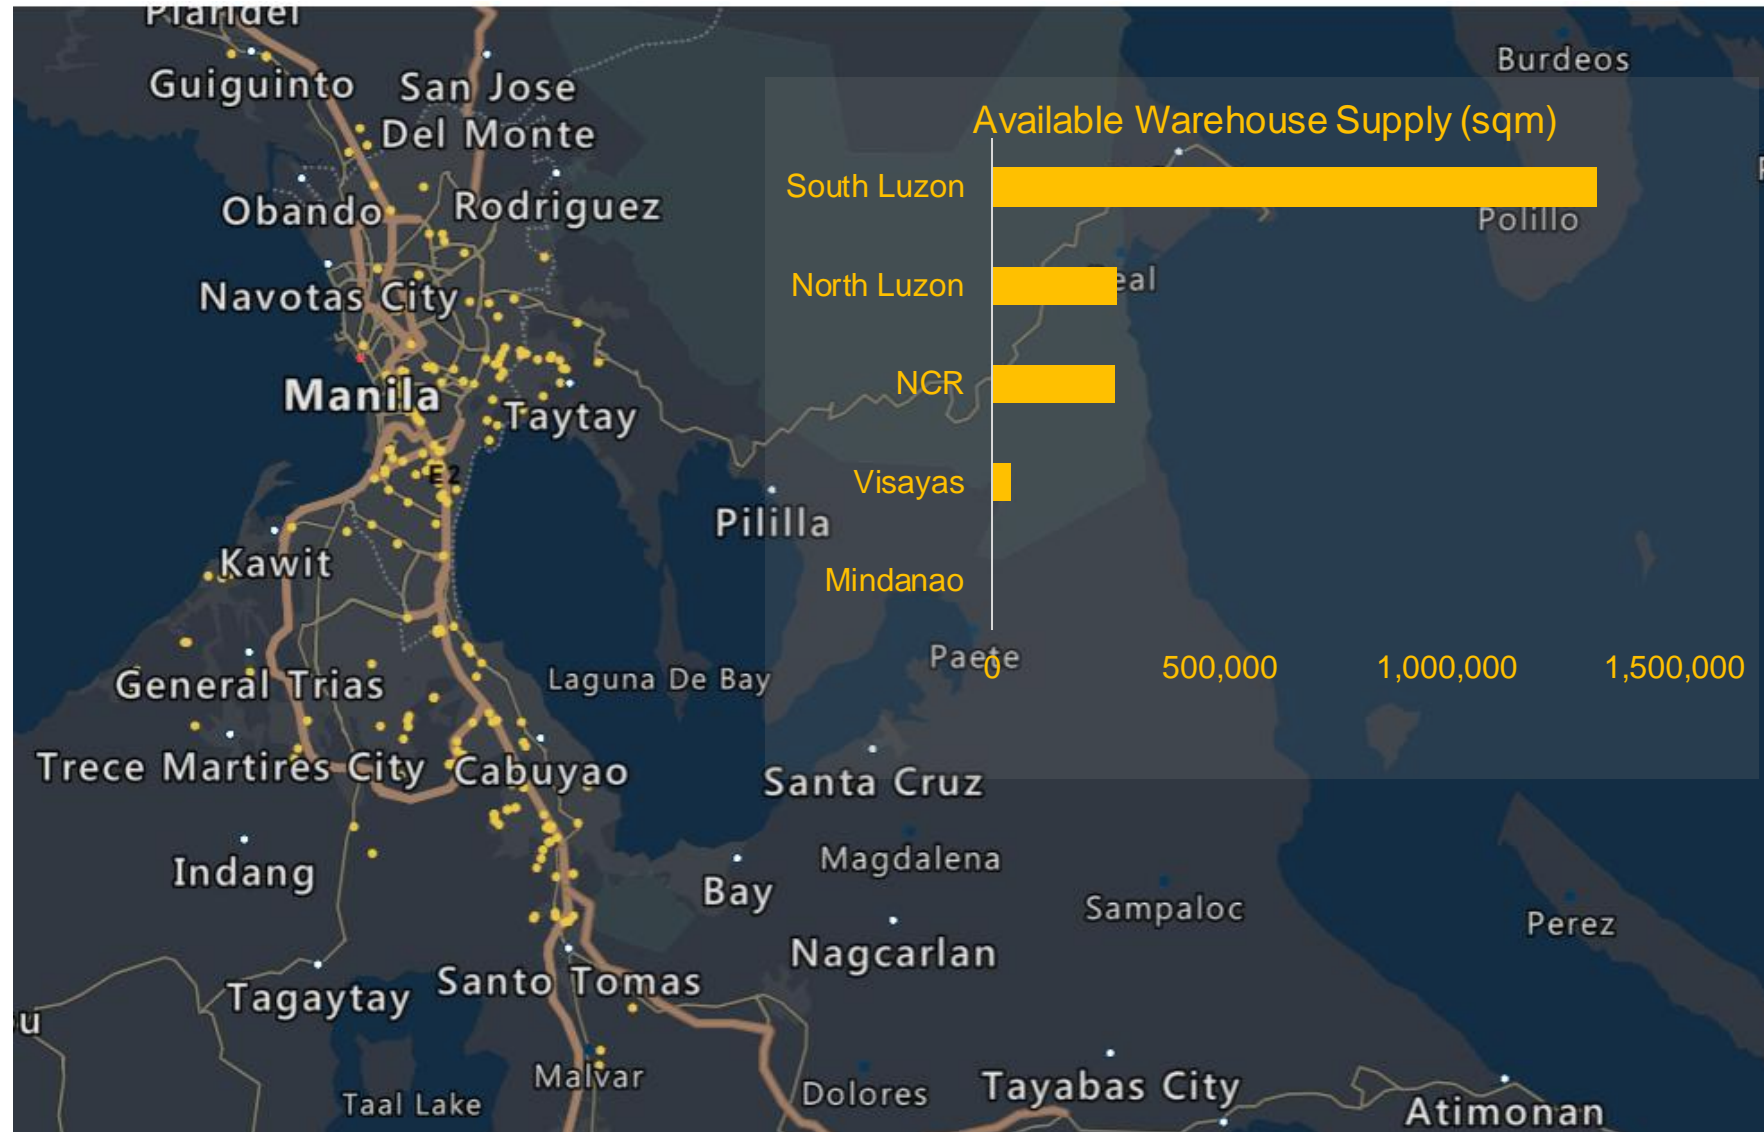 Plaridel
Guiguinto
San Jose
Del Monte
Obando
Rodriguez
Navotas City
Manila
Taytay
E2
Pililla
Kawit
General Trias
Laguna De Bay
Trece Martires City
Cabuyao
Santa Cruz
Indang
Magdalena
Bay
Sampaloc
Perez
Nagcarlan
Santo Tomas
Tagaytay
Malvar
Taal Lake
Dolores
Tayabas City
Atimonan
Burdeos
Polillo
Paete
Available Warehouse Supply (sqm)
South Luzon
North Luzon
NCR
Visayas
Mindanao
0 500,000 1,000,000 1,500,000